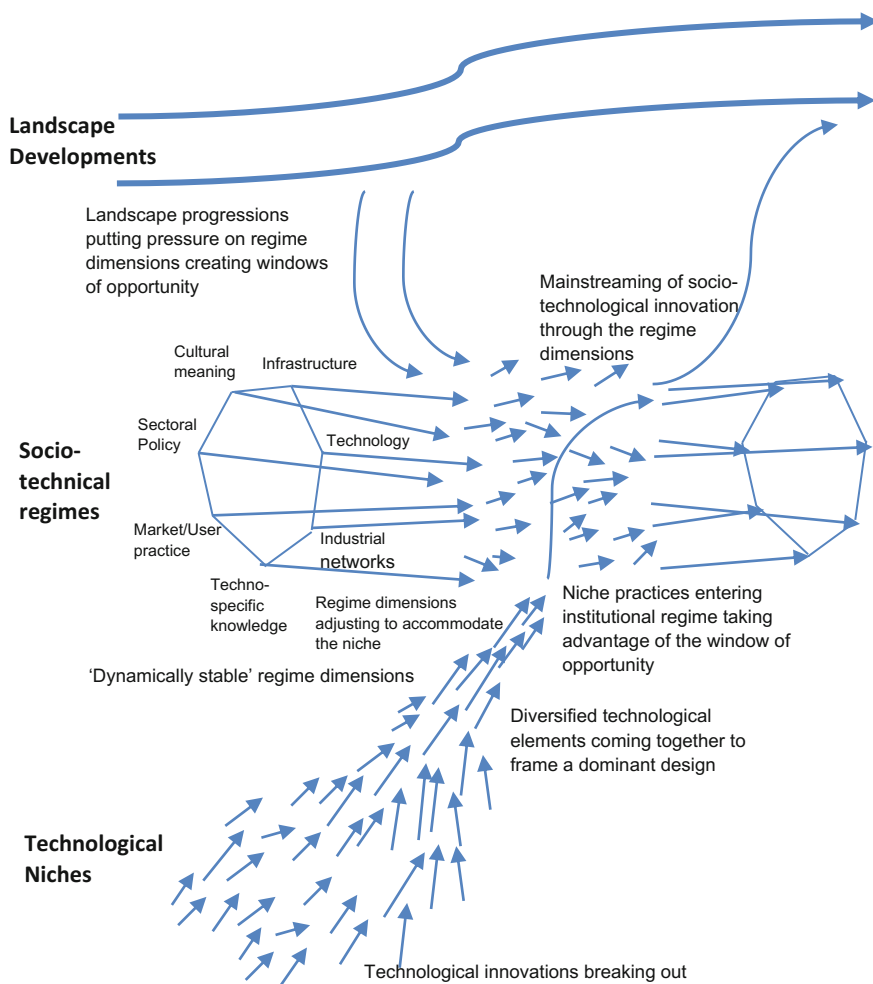 Landscape
Developments
Landscape progressions
putting pressure on regime
dimensions creating windows
of opportunity
Mainstreaming of socio-
technological innovation
through the regime
dimensions
Cultural
meaning
Infrastructure
Sectoral
Policy
Technology
Socio-
technical
regimes
Market/User
practice
Industrial
networks
Techno-
specific
knowledge
Regime dimensions
adjusting to accommodate
the niche
Niche practices entering
institutional regime taking
advantage of the window of
opportunity
‘Dynamically stable’ regime dimensions
Diversified technological
elements coming together to
frame a dominant design
Technological
Niches
Technological innovations breaking out